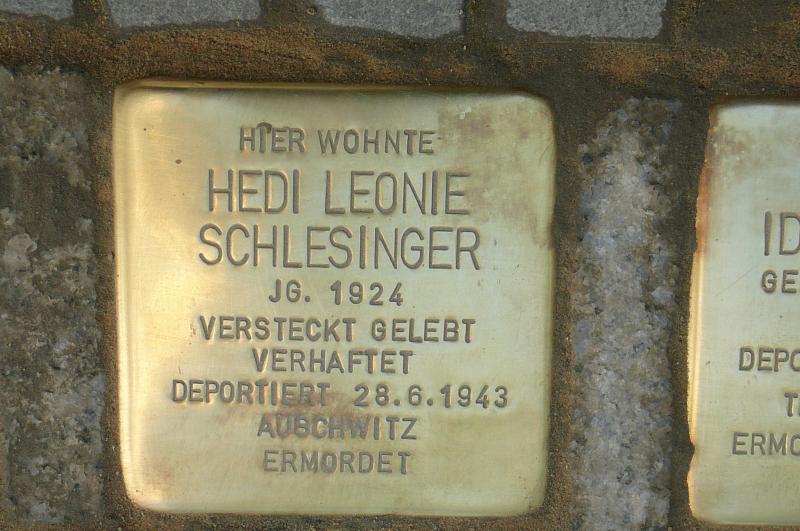 HIER WOHNTE
HEDI LEONIE
SCHLESINGER
JG. 1924
VERSTECKT GELEBT
VERHAFTET
DEPORTIERT 28.6.1943
AUSCHWITZ
ERMORDET